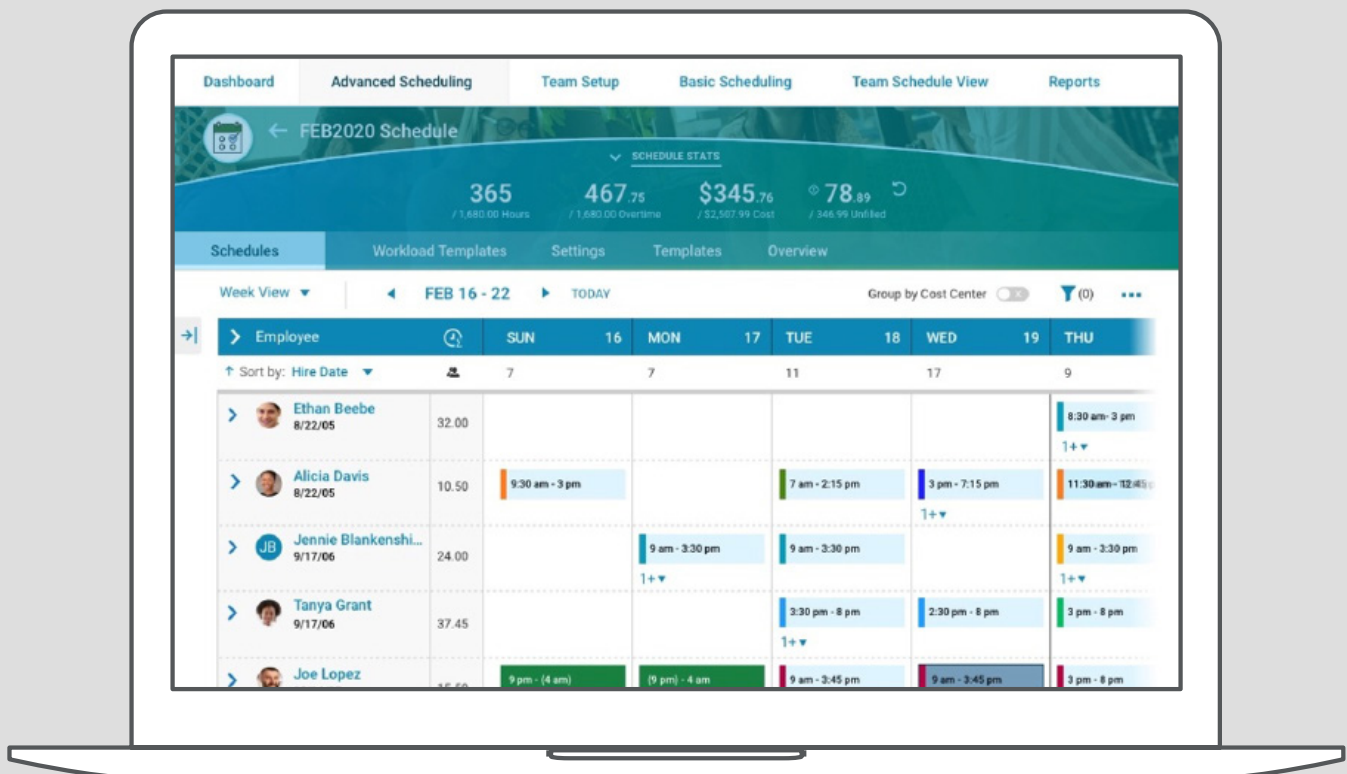 Dashboard Advanced Scheduling Team Setup Basic Scheduling Team Schedule View Reports
← FEB2020 Schedule
SCHEDULE STATS
365 467.75 $345.76 78.89
/ 1,680.00 Hours / 1,680.00 Overtime / $2,507.99 Cost / 346.99 Unfilled
Schedules Workload Templates Settings Templates Overview
Week View ▼ ◀ FEB 16 - 22 ▶ TODAY Group by Cost Center (0) •••
Employee SUN 16 MON 17 TUE 18 WED 19 THU
↑ Sort by: Hire Date ▼ 7 7 11 17 9
Ethan Beebe
8/22/05 32.00 8:30 am- 3 pm
1+▼
Alicia Davis
8/22/05 10.50 9:30 am - 3 pm 7 am - 2:15 pm 3 pm - 7:15 pm 11:30 am - 12:45
1+▼
JB Jennie Blankenshi...
9/17/06 24.00 9 am - 3:30 pm 9 am - 3:30 pm 9 am - 3:30 pm
1+▼ 1+▼
Tanya Grant
9/17/06 37.45 3:30 pm - 8 pm 2:30 pm - 8 pm 3 pm - 8 pm
1+▼
Joe Lopez
9 pm - (4 am) (9 pm) - 4 am 9 am - 3:45 pm 9 am - 3:45 pm 3 pm - 8 pm